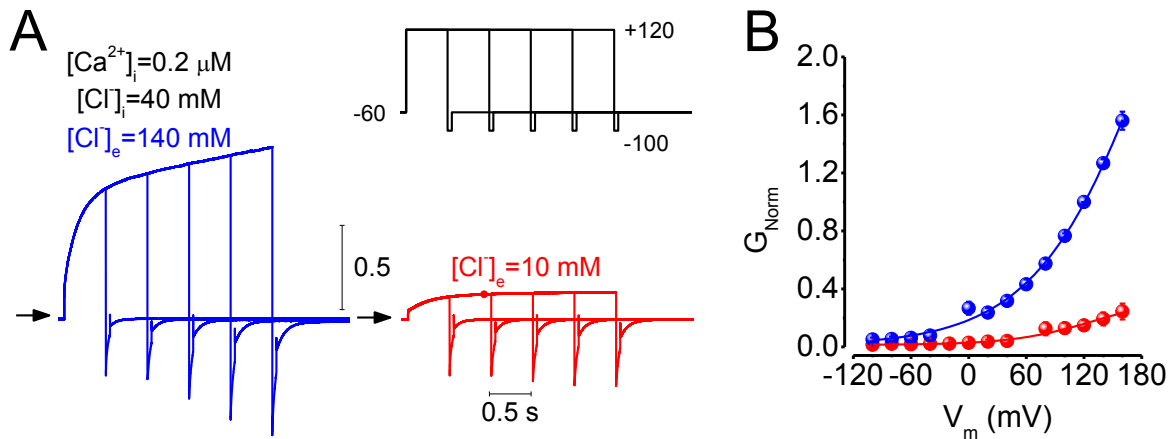 A
[Ca²⁺]ᵢ=0.2 μM
[Cl⁻]ᵢ=40 mM
[Cl⁻]ₑ=140 mM
+120
-60
-100
0.5
[Cl⁻]ₑ=10 mM
0.5 s
B
G_Norm
2.0
1.6
1.2
0.8
0.4
0.0
-120 -60 0 60 120 180
V_m (mV)